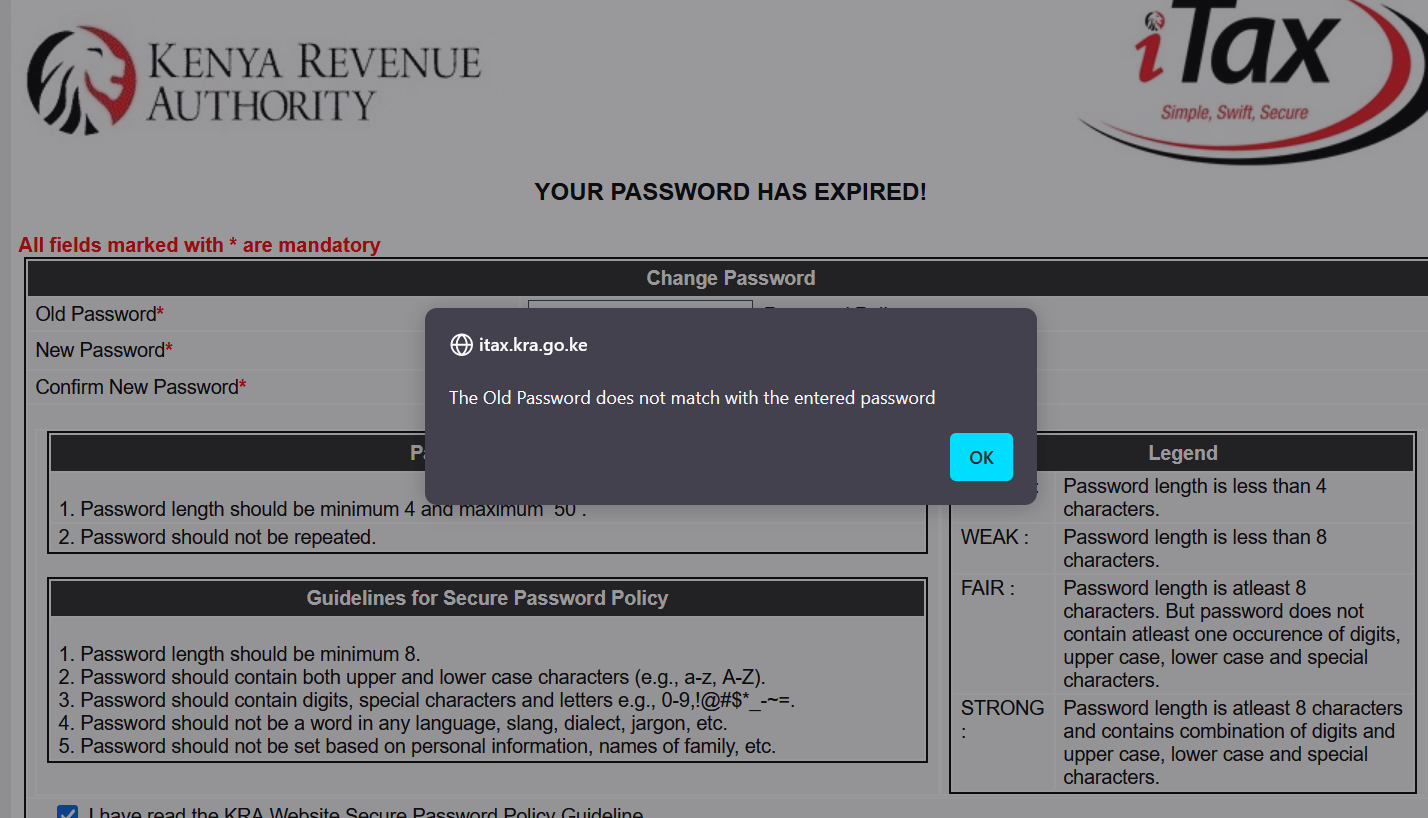 KENYA REVENUE
AUTHORITY
iTax
Simple, Swift, Secure
YOUR PASSWORD HAS EXPIRED!
All fields marked with * are mandatory
Change Password
Old Password*
New Password*
Confirm New Password*
itax.kra.go.ke
The Old Password does not match with the entered password
OK
1. Password length should be minimum 4 and maximum 50 .
2. Password should not be repeated.
Guidelines for Secure Password Policy
1. Password length should be minimum 8.
2. Password should contain both upper and lower case characters (e.g., a-z, A-Z).
3. Password should contain digits, special characters and letters e.g., 0-9,!@#$*_-~=.
4. Password should not be a word in any language, slang, dialect, jargon, etc.
5. Password should not be set based on personal information, names of family, etc.
Legend
Password length is less than 4
characters.
WEAK : Password length is less than 8
characters.
FAIR : Password length is atleast 8
characters. But password does not
contain atleast one occurence of digits,
upper case, lower case and special
characters.
STRONG Password length is atleast 8 characters
: and contains combination of digits and
upper case, lower case and special
characters.
I have read the KRA Website Secure Password Policy Guideline